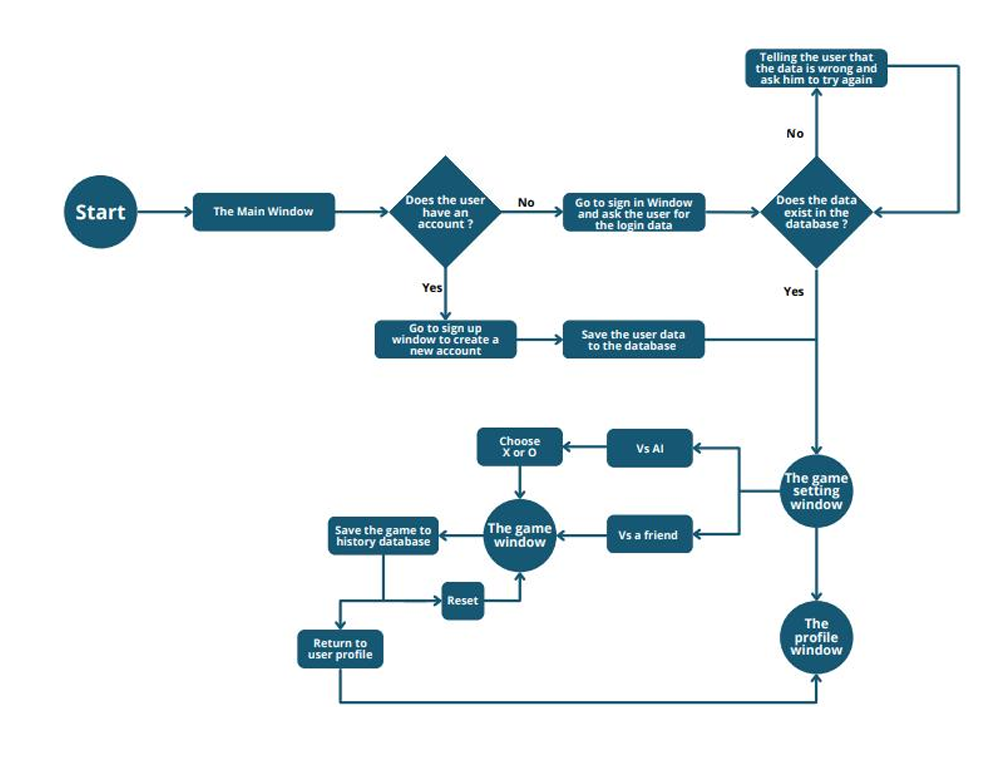 Telling the user that
the data is wrong and
ask him to try again
No
Start
The Main Window
Does the user
have an
account ?
No
Go to sign in Window
and ask the user for
the login data
Does the data
exist in the
database ?
Yes
Yes
Go to sign up
window to create a
new account
Save the user data
to the database
Choose
X or O
Vs AI
The game
setting
window
Save the game to
history database
The game
window
Vs a friend
Reset
Return to
user profile
The
profile
window